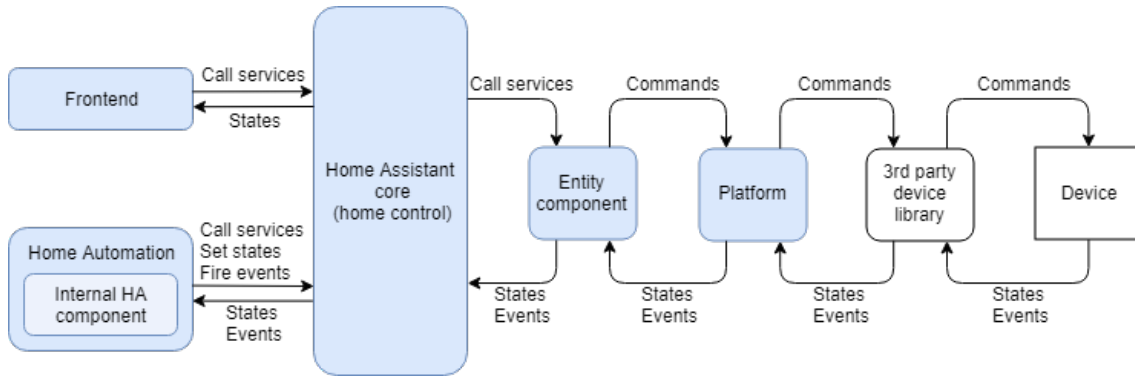 Frontend
Call services
States
Home Automation
Internal HA
component
Call services
Set states
Fire events
States
Events
Home Assistant
core
(home control)
Call services
Entity
component
States
Events
Commands
Platform
States
Events
Commands
3rd party
device
library
States
Events
Commands
Device
States
Events